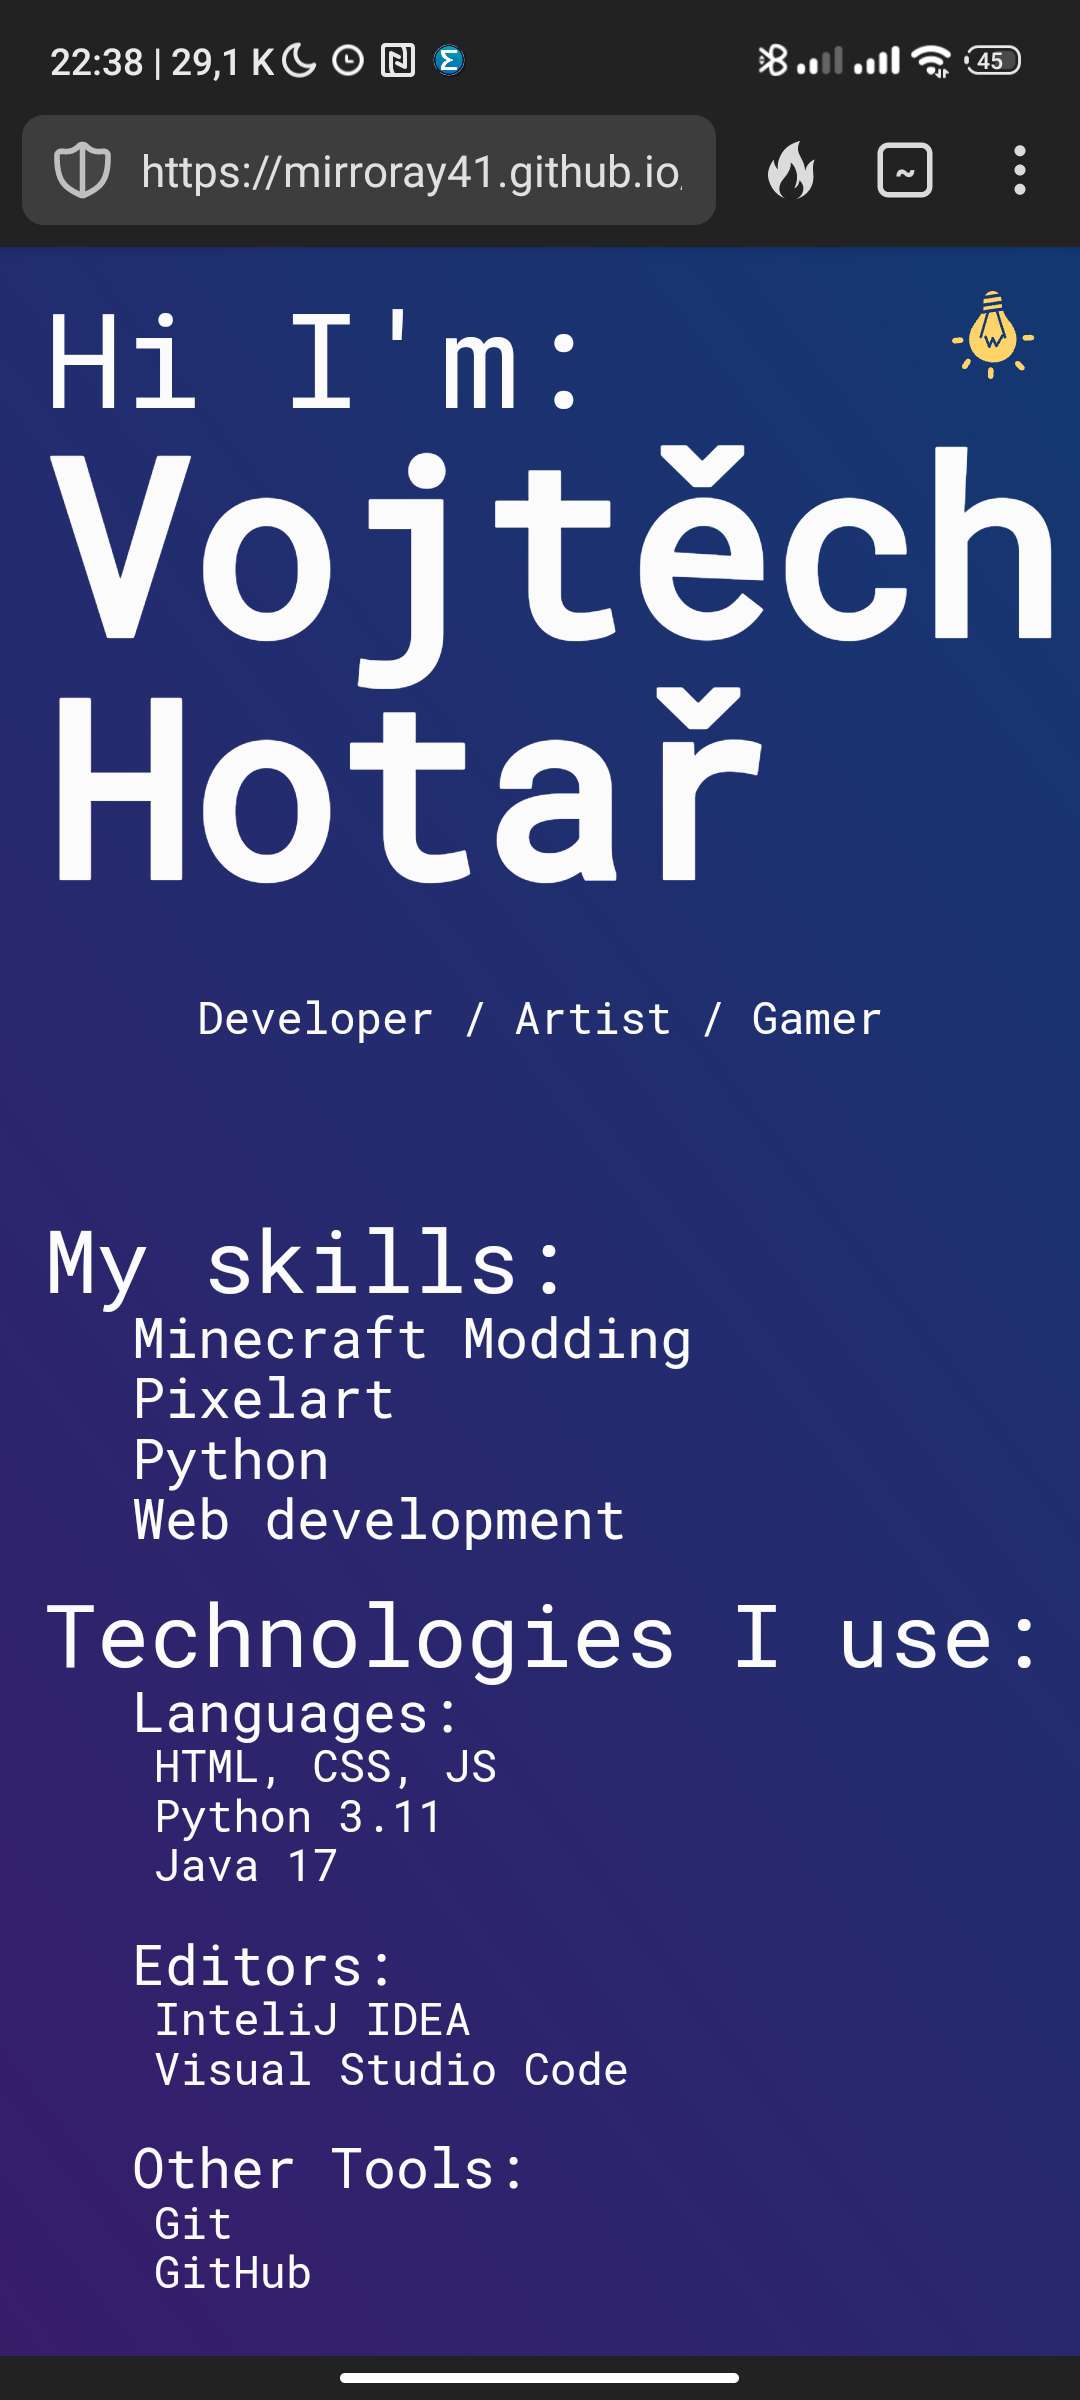 22:38 | 29,1 K
45
https://mirroray41.github.io
~
Hi I'm:
Vojtěch
Hotař
Developer / Artist / Gamer
My skills:
Minecraft Modding
Pixelart
Python
Web development
Technologies I use:
Languages:
HTML, CSS, JS
Python 3.11
Java 17
Editors:
InteliJ IDEA
Visual Studio Code
Other Tools:
Git
GitHub